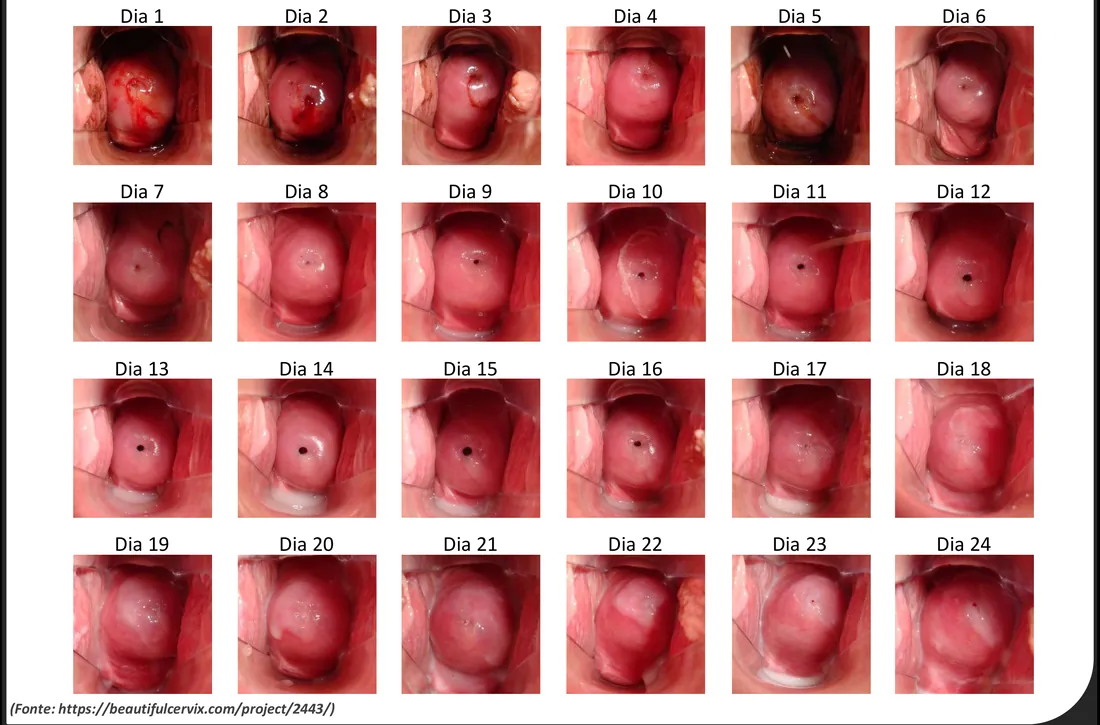 Dia 1 Dia 2 Dia 3 Dia 4 Dia 5 Dia 6
Dia 7 Dia 8 Dia 9 Dia 10 Dia 11 Dia 12
Dia 13 Dia 14 Dia 15 Dia 16 Dia 17 Dia 18
Dia 19 Dia 20 Dia 21 Dia 22 Dia 23 Dia 24
(Fonte: https://beautifulcervix.com/project/2443/)